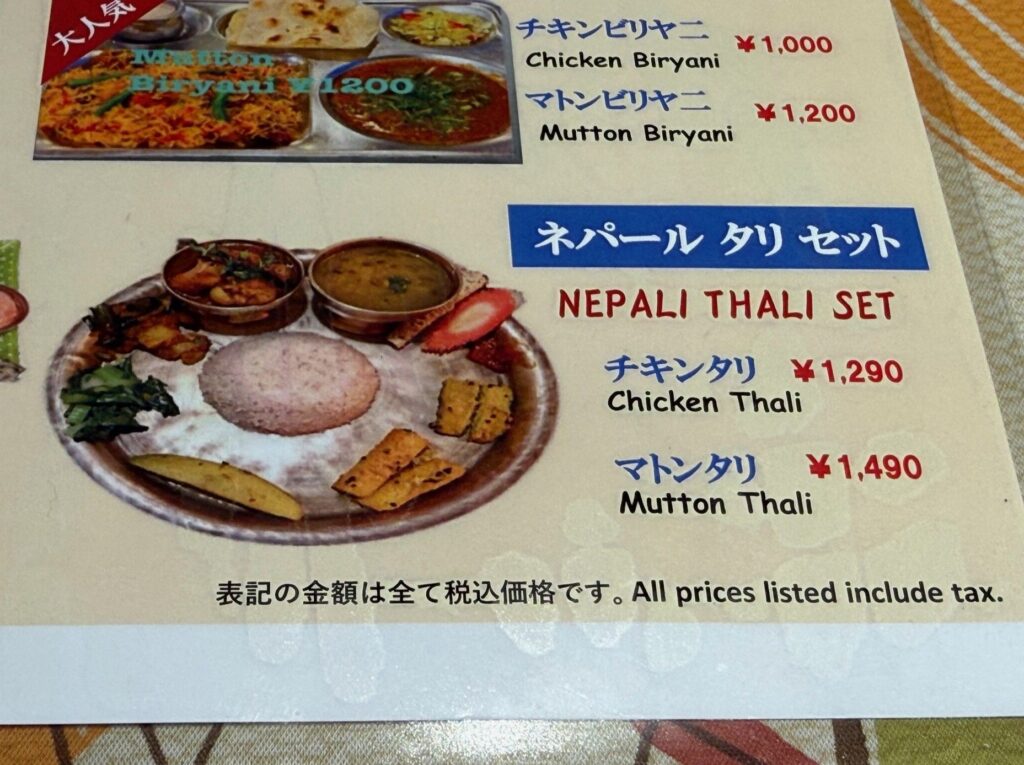 大人気
Mutton
Biryani ¥1200
チキンビリヤニ ¥1,000
Chicken Biryani
マトンビリヤニ ¥1,200
Mutton Biryani
ネパール タリ セット
NEPALI THALI SET
チキンタリ ¥1,290
Chicken Thali
マトンタリ ¥1,490
Mutton Thali
表記の金額は全て税込価格です。All prices listed include tax.